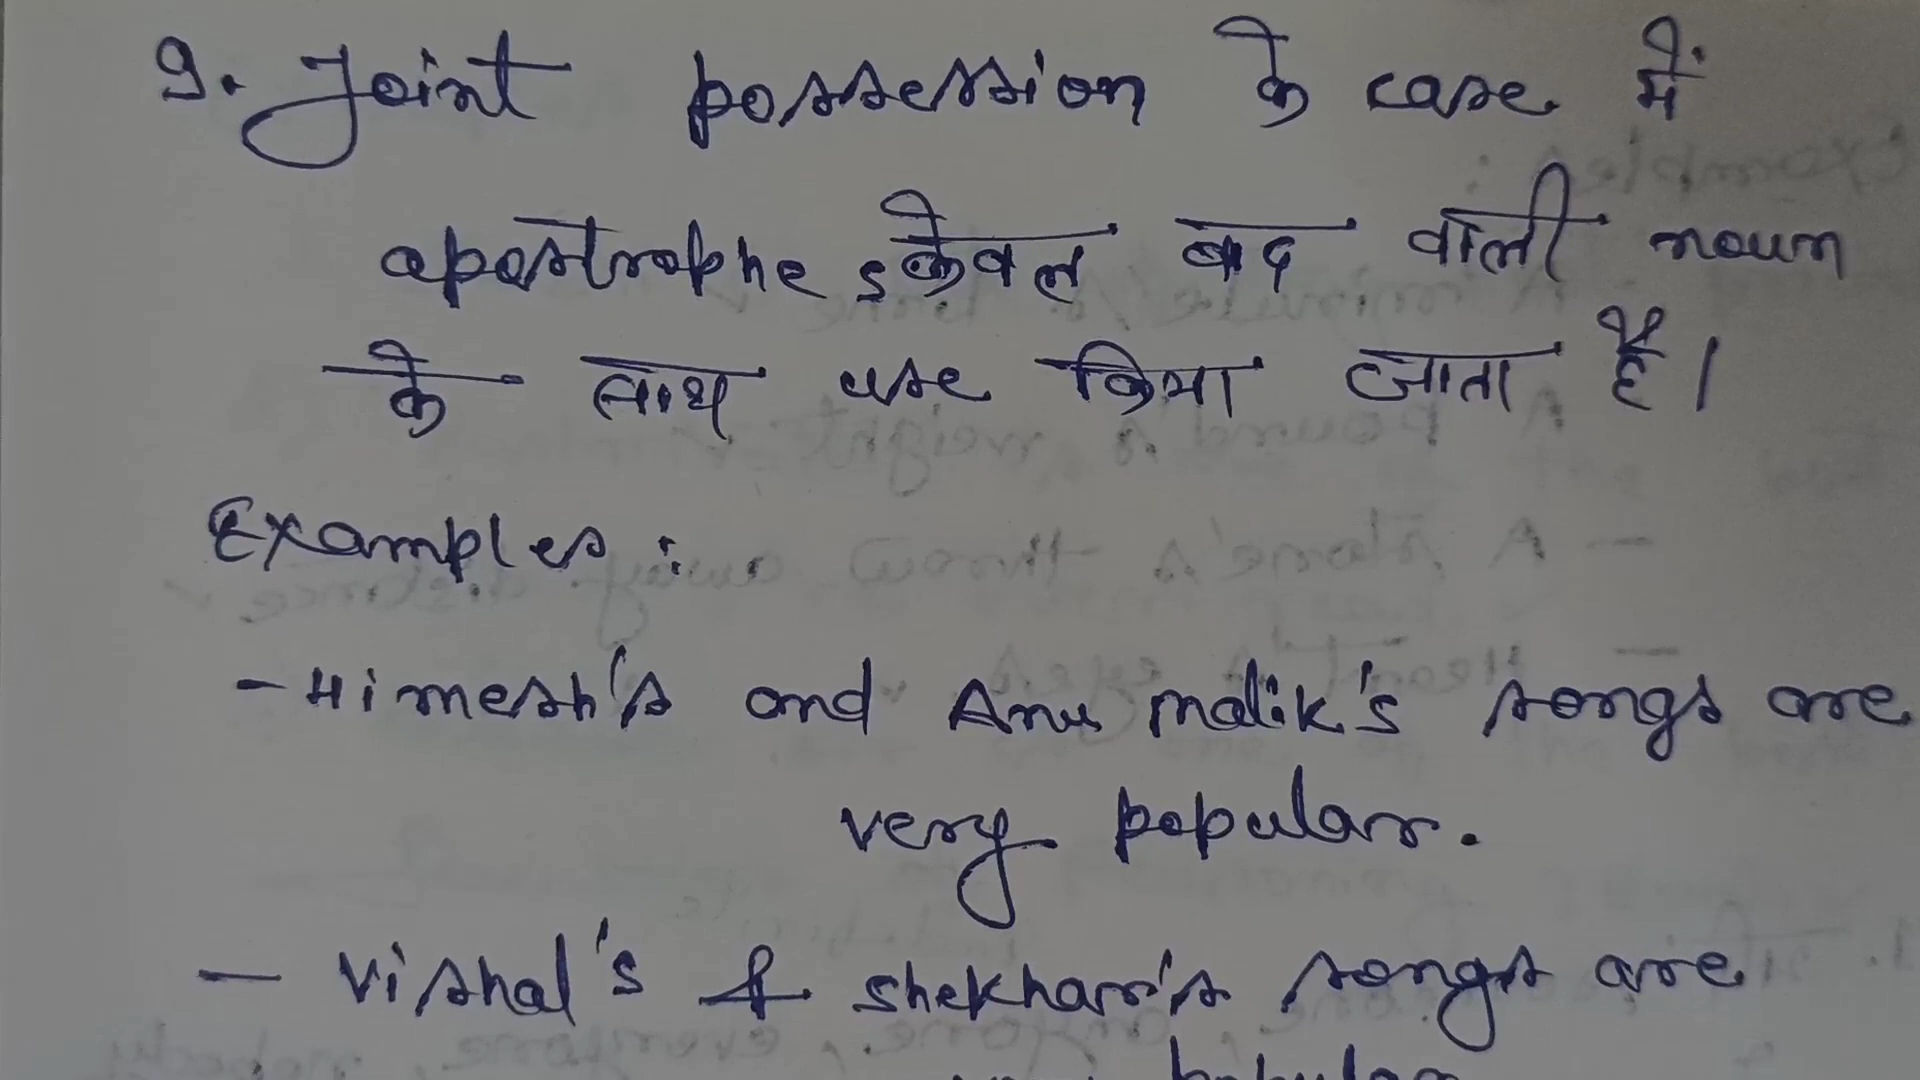 9. Joint possession के case में
apostrophe s केवल बाद वाली noun
के साथ use किया जाता है।
Examples :
- Himesh's and Anu malik's songs are
very popular.
- Vishal's & shekhar's songs are
popular